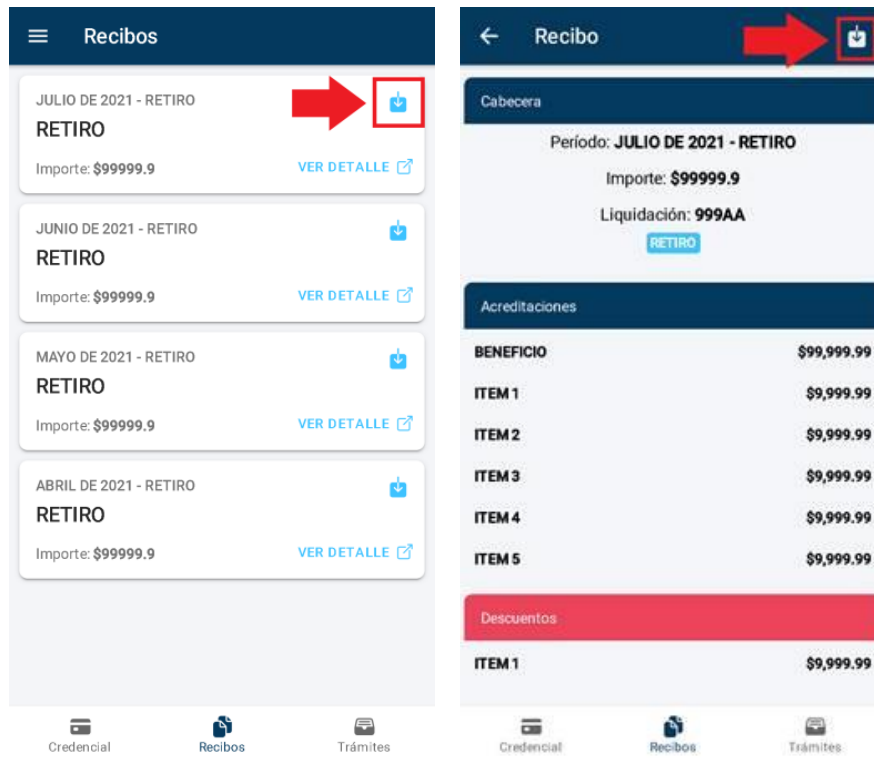 Recibos
JULIO DE 2021 - RETIRO
RETIRO
Importe: $99999.9
VER DETALLE
JUNIO DE 2021 - RETIRO
RETIRO
Importe: $99999.9
VER DETALLE
MAYO DE 2021 - RETIRO
RETIRO
Importe: $99999.9
VER DETALLE
ABRIL DE 2021 - RETIRO
RETIRO
Importe: $99999.9
VER DETALLE
Credencial Recibos Trámites
Recibo
Cabecera
Período: JULIO DE 2021 - RETIRO
Importe: $99999.9
Liquidación: 999AA
RETIRO
Acreditaciones
BENEFICIO $99,999.99
ITEM 1 $9,999.99
ITEM 2 $9,999.99
ITEM 3 $9,999.99
ITEM 4 $9,999.99
ITEM 5 $9,999.99
Descuentos
ITEM 1 $9,999.99
Credencial Recibos Trámites